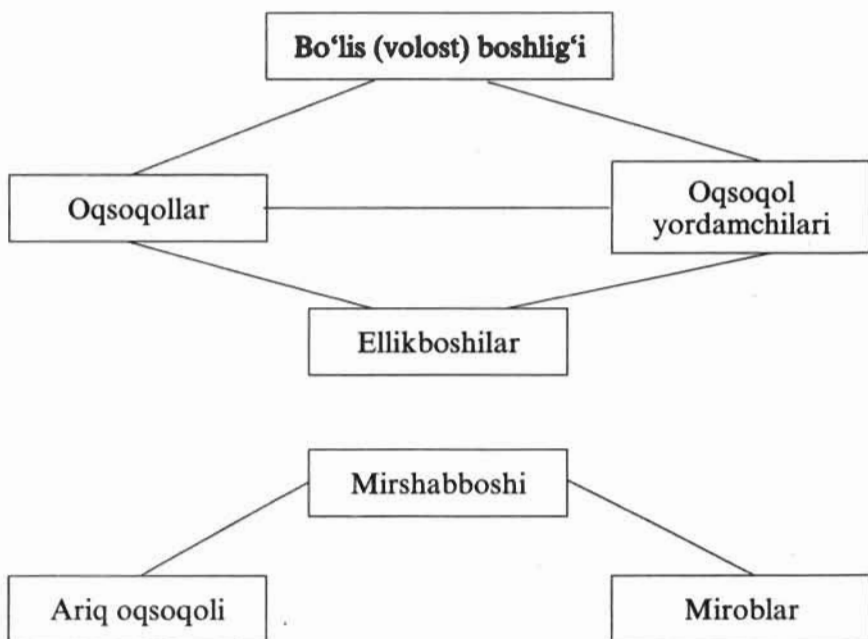 Bo‘lis (volost) boshlig‘i
Oqsoqollar
Oqsoqol
yordamchilari
Ellikboshilar
Mirshabboshi
Ariq oqsoqoli
Miroblar